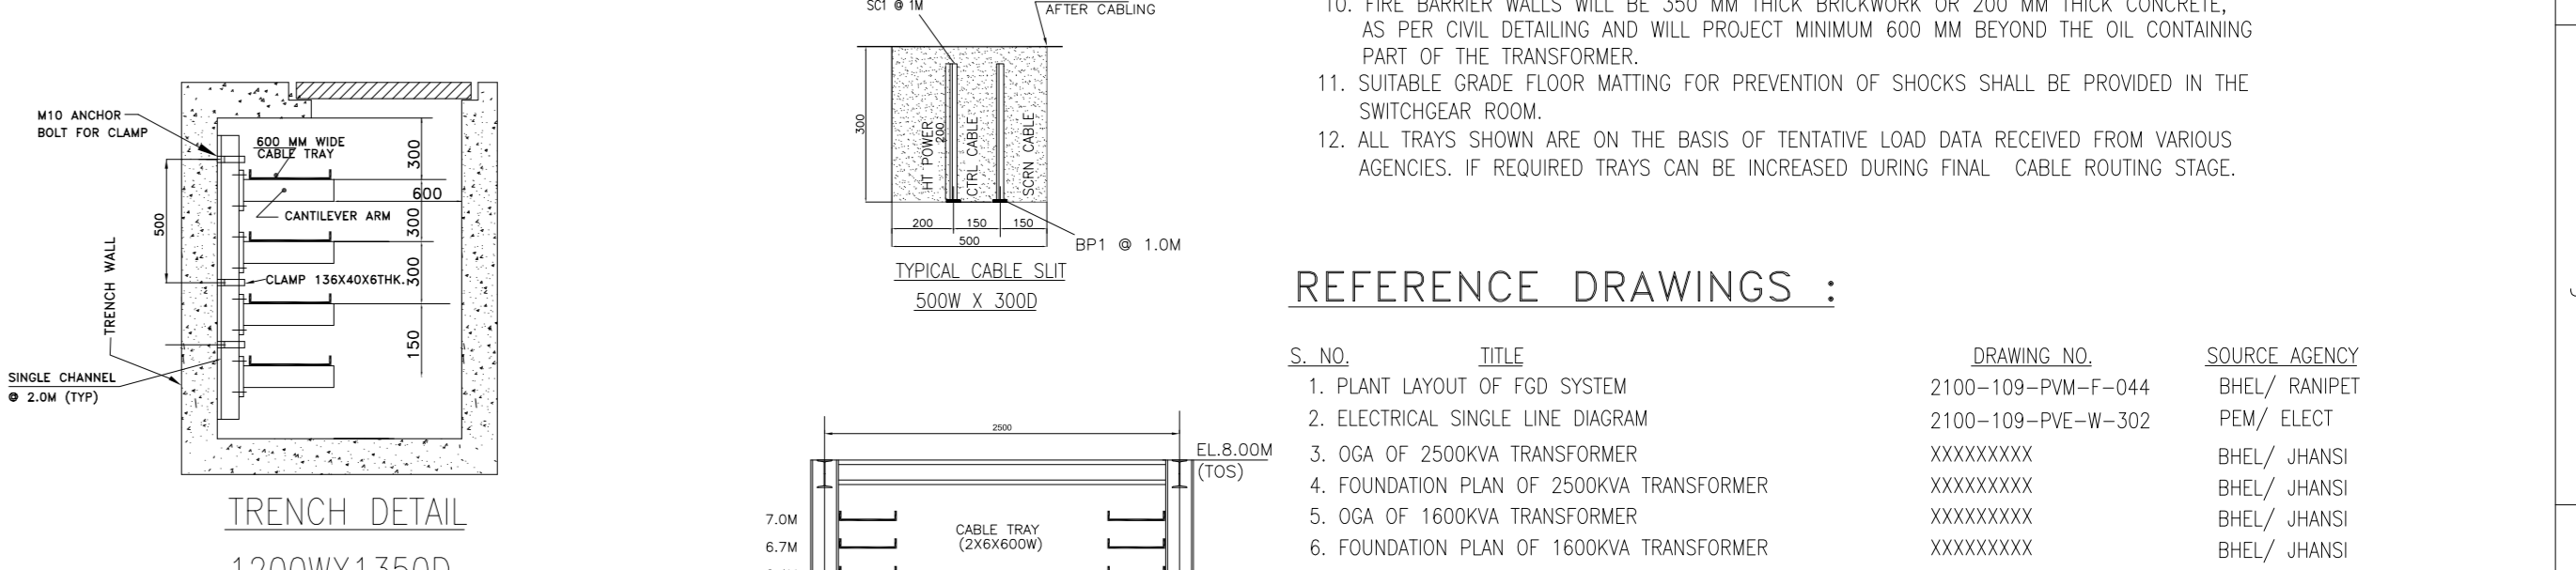 M10 ANCHOR
BOLT FOR CLAMP
600 MM WIDE
CABLE TRAY
300
600
CANTILEVER ARM
300
500
TRENCH WALL
CLAMP 136X40X6THK.
300
150
SINGLE CHANNEL
@ 2.0M (TYP)
TRENCH DETAIL
1200WX1350D
SC1 @ 1M
AFTER CABLING
300
HT POWER
200
CTRL CABLE
SCRN CABLE
200
150
150
500
BP1 @ 1.0M
TYPICAL CABLE SLIT
500W X 300D
2500
EL.8.00M
(TOS)
7.0M
6.7M
CABLE TRAY
(2X6X600W)
10. FIRE BARRIER WALLS WILL BE 350 MM THICK BRICKWORK OR 200 MM THICK CONCRETE,
AS PER CIVIL DETAILING AND WILL PROJECT MINIMUM 600 MM BEYOND THE OIL CONTAINING
PART OF THE TRANSFORMER.
11. SUITABLE GRADE FLOOR MATTING FOR PREVENTION OF SHOCKS SHALL BE PROVIDED IN THE
SWITCHGEAR ROOM.
12. ALL TRAYS SHOWN ARE ON THE BASIS OF TENTATIVE LOAD DATA RECEIVED FROM VARIOUS
AGENCIES. IF REQUIRED TRAYS CAN BE INCREASED DURING FINAL CABLE ROUTING STAGE.
REFERENCE DRAWINGS :
S. NO. TITLE DRAWING NO. SOURCE AGENCY
1. PLANT LAYOUT OF FGD SYSTEM 2100-109-PVM-F-044 BHEL/ RANIPET
2. ELECTRICAL SINGLE LINE DIAGRAM 2100-109-PVE-W-302 PEM/ ELECT
3. OGA OF 2500KVA TRANSFORMER XXXXXXXXX BHEL/ JHANSI
4. FOUNDATION PLAN OF 2500KVA TRANSFORMER XXXXXXXXX BHEL/ JHANSI
5. OGA OF 1600KVA TRANSFORMER XXXXXXXXX BHEL/ JHANSI
6. FOUNDATION PLAN OF 1600KVA TRANSFORMER XXXXXXXXX BHEL/ JHANSI